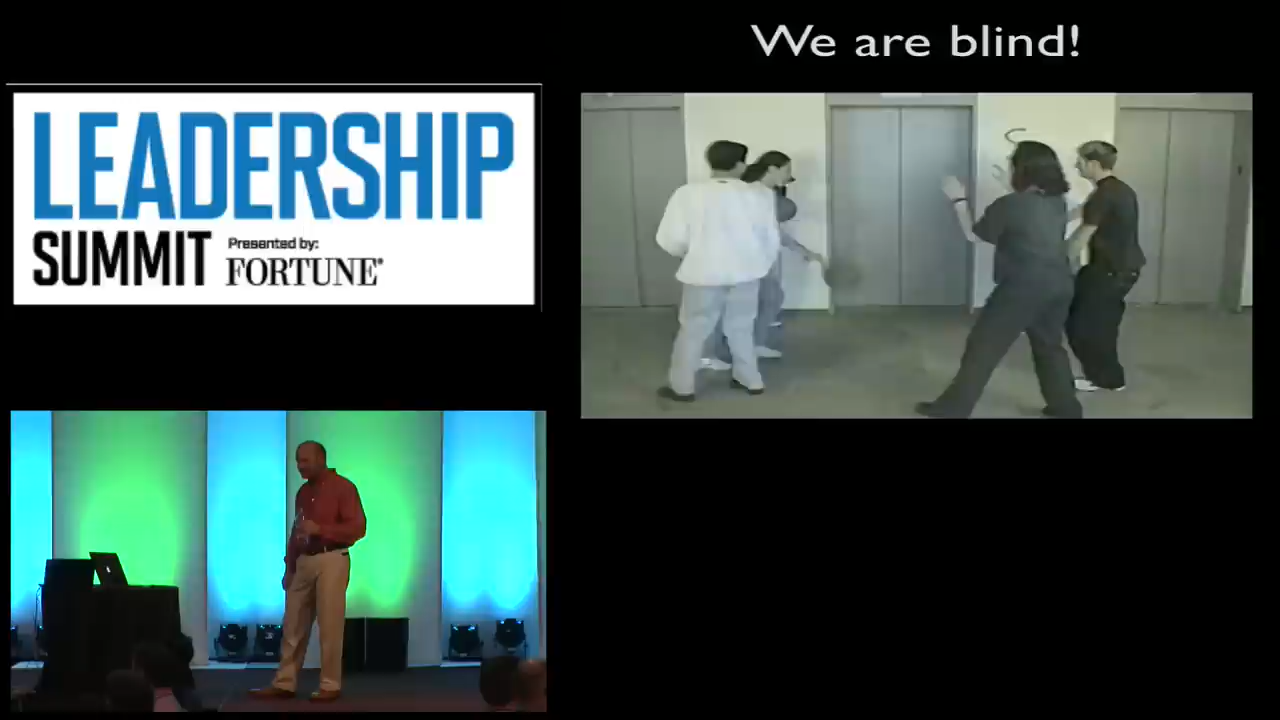 We are blind!
LEADERSHIP
SUMMIT
Presented by:
FORTUNE®